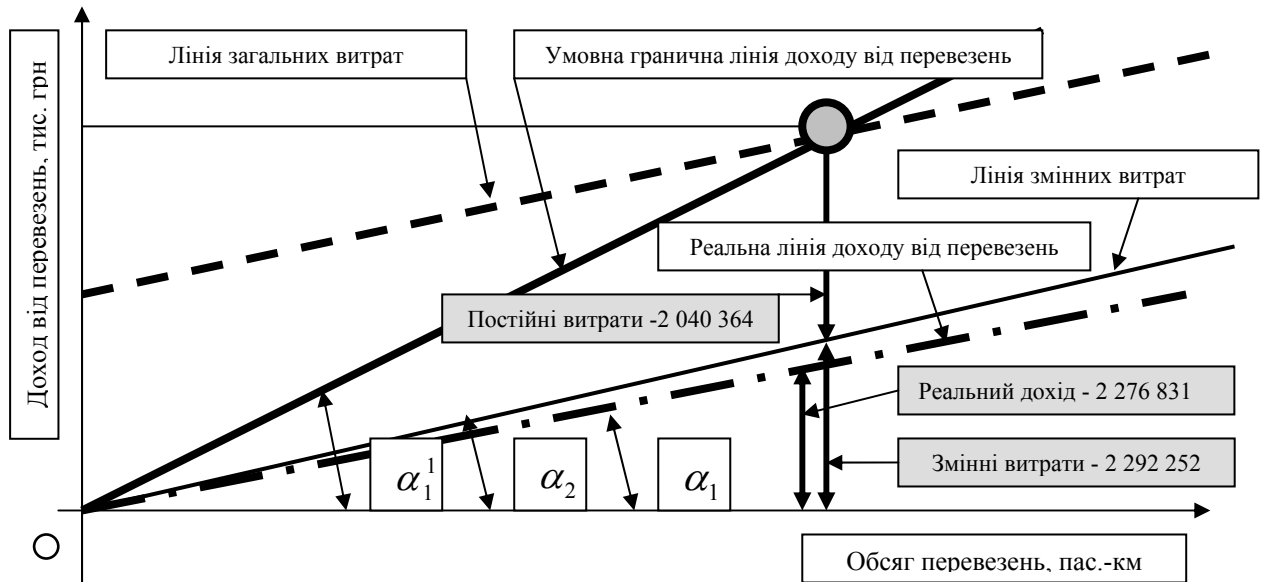 Доход від перевезень, тис. грн
Лінія загальних витрат
Умовна гранична лінія доходу від перевезень
Лінія змінних витрат
Реальна лінія доходу від перевезень
Постійні витрати -2 040 364
Реальний дохід - 2 276 831
Змінні витрати - 2 292 252
α₁¹
α₂
α₁
О
Обсяг перевезень, пас.-км